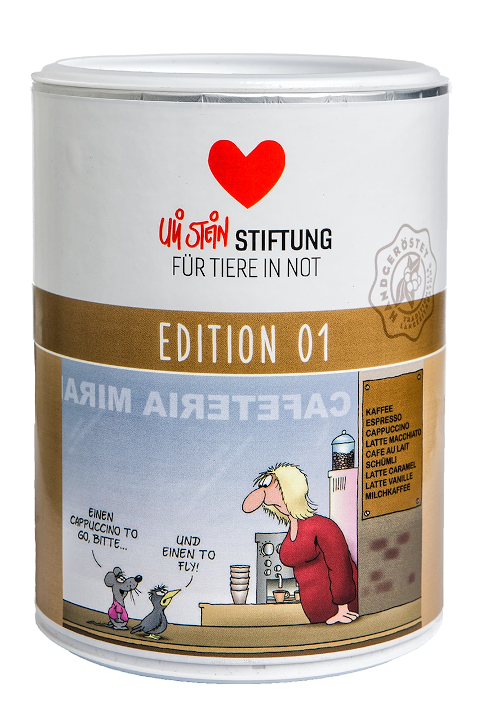 Uli Stein STIFTUNG
FÜR TIERE IN NOT
HANDGERÖSTET
EDITION 01
CAFETERIA MIRA
KAFFEE
ESPRESSO
CAPPUCCINO
LATTE MACCHIATO
CAFE AU LAIT
SCHÜMLI
LATTE CARAMEL
LATTE VANILLE
MILCHKAFFEE
EINEN
CAPPUCCINO TO
GO, BITTE...
UND
EINEN TO
FLY!